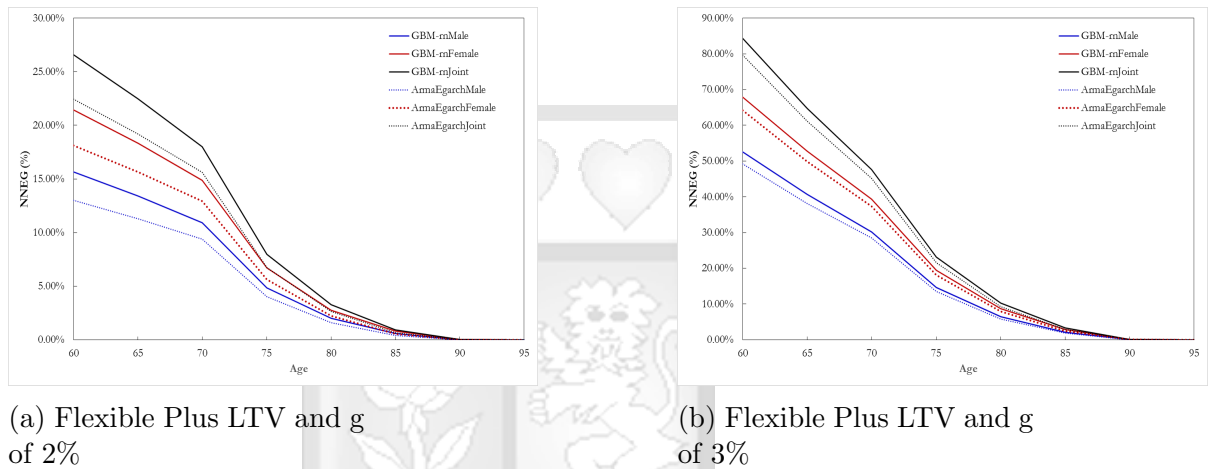 30.00%
25.00%
20.00%
15.00%
10.00%
5.00%
0.00%
NNEG (%)
60 65 70 75 80 85 90 95
Age
GBM-rnMale
GBM-rnFemale
GBM-rnJoint
ArmaEgarchMale
ArmaEgarchFemale
ArmaEgarchJoint
(a) Flexible Plus LTV and g
of 2%
90.00%
80.00%
70.00%
60.00%
50.00%
40.00%
30.00%
20.00%
10.00%
0.00%
NNEG (%)
60 65 70 75 80 85 90 95
Age
GBM-rnMale
GBM-rnFemale
GBM-rnJoint
ArmaEgarchMale
ArmaEgarchFemale
ArmaEgarchJoint
(b) Flexible Plus LTV and g
of 3%